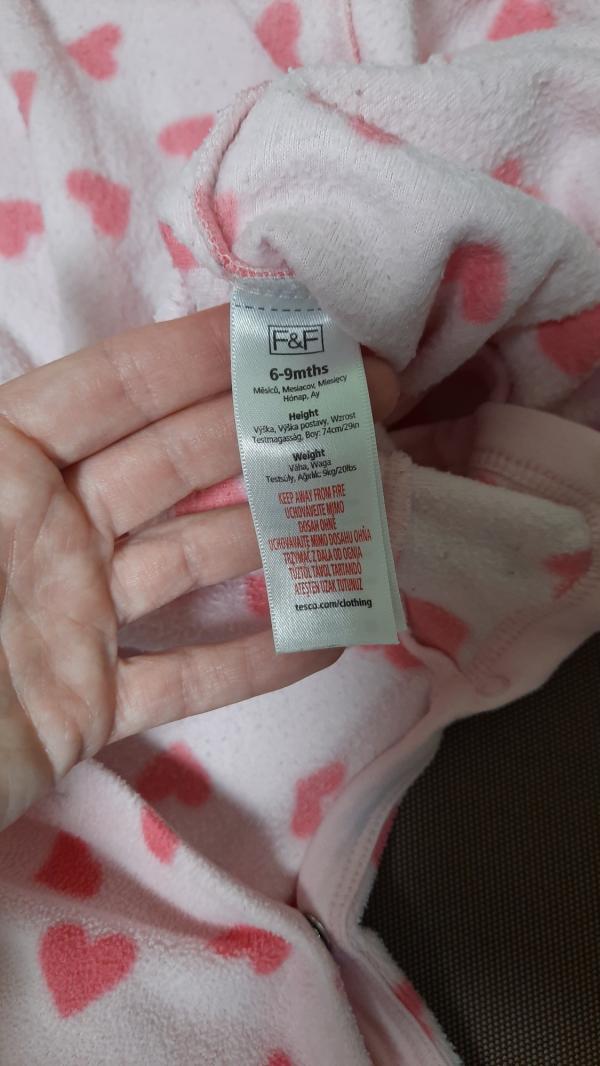 F&F
6-9mths
Měsíců, Mesiacov, Miesięcy
Hónap, Ay
Height
Výška, Výška postavy, Wzrost
Testmagasság, Boy: 74cm/29in
Weight
Váha, Waga
Testsúly, Ağırlık: 9kg/20lbs
KEEP AWAY FROM FIRE
UCHOVÁVEJTE MIMO
DOSAH OHNĚ
UCHOVÁVAJTE MIMO DOSAHU OHŇA
TRZYMAĆ Z DALA OD OGNIA
TŰZTŐL TÁVOL TARTANDÓ
ATEŞTEN UZAK TUTUNUZ
tesco.com/clothing